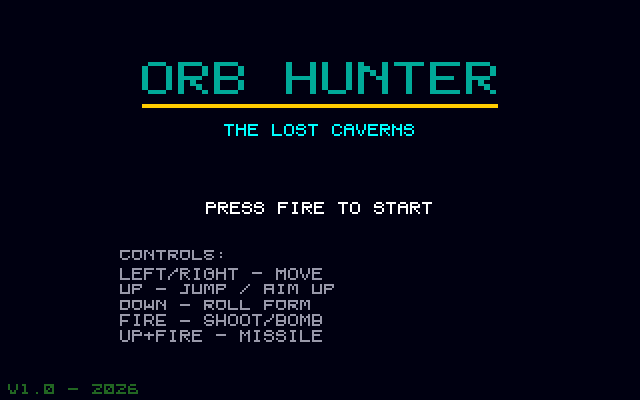 ORB HUNTER
THE LOST CAVERNS
PRESS FIRE TO START
CONTROLS:
LEFT/RIGHT - MOVE
UP - JUMP / AIM UP
DOWN - ROLL FORM
FIRE - SHOOT/BOMB
UP+FIRE - MISSILE
V1.0 - 2026